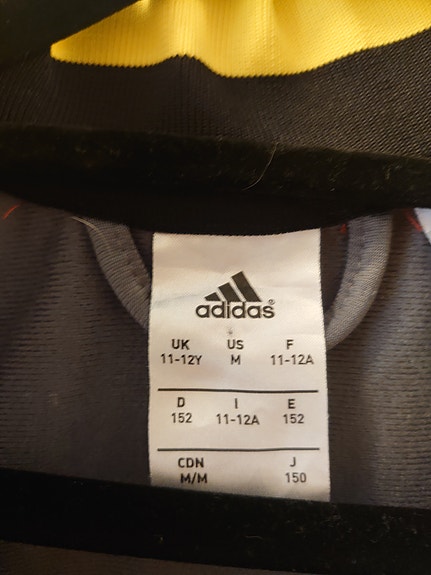 adidas®
UK US F
11-12Y M 11-12A
D I E
152 11-12A 152
CDN J
M/M 150